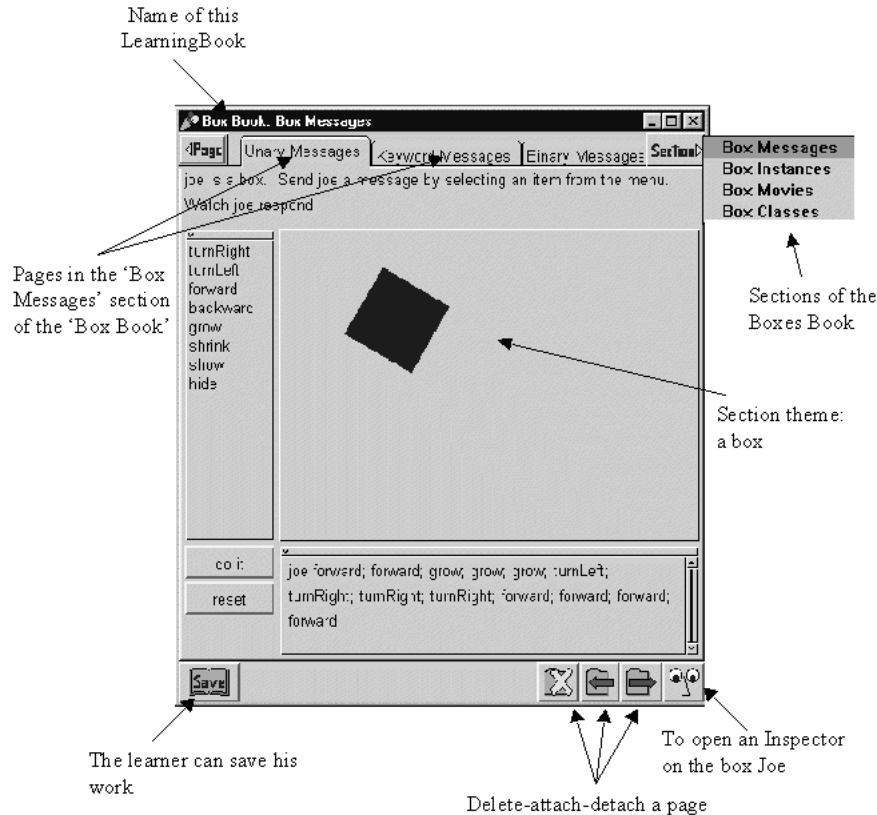 Name of this
LearningBook
Box Book. Box Messages
Page
Unary Messages
Keyword Messages
Binary Messages
Section
Box Messages
Box Instances
Box Movies
Box Classes
joe is a box. Send joe a message by selecting an item from the menu.
Watch joe respond
turnRight
turnLeft
forward
backward
grow
shrink
show
hide
Pages in the ‘Box
Messages’ section
of the ‘Box Book’
Sections of the
Boxes Book
Section theme:
a box
do it
reset
joe forward; forward; grow; grow; grow; turnLeft;
turnRight; turnRight; turnRight; forward; forward; forward;
forward
Save
The learner can save his
work
To open an Inspector
on the box Joe
Delete-attach-detach a page